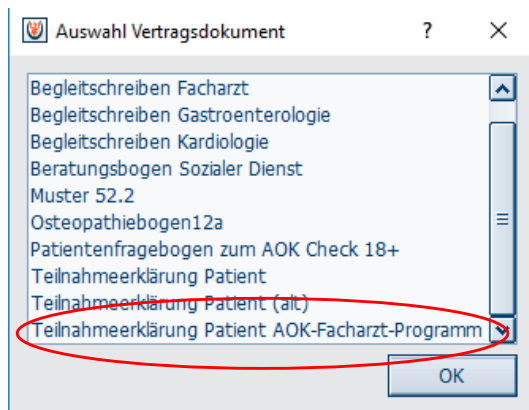 Auswahl Vertragsdokument ?
Begleitschreiben Facharzt
Begleitschreiben Gastroenterologie
Begleitschreiben Kardiologie
Beratungsbogen Sozialer Dienst
Muster 52.2
Osteopathiebogen12a
Patientenfragebogen zum AOK Check 18+
Teilnahmeerklärung Patient
Teilnahmeerklärung Patient (alt)
Teilnahmeerklärung Patient AOK-Facharzt-Programm
OK